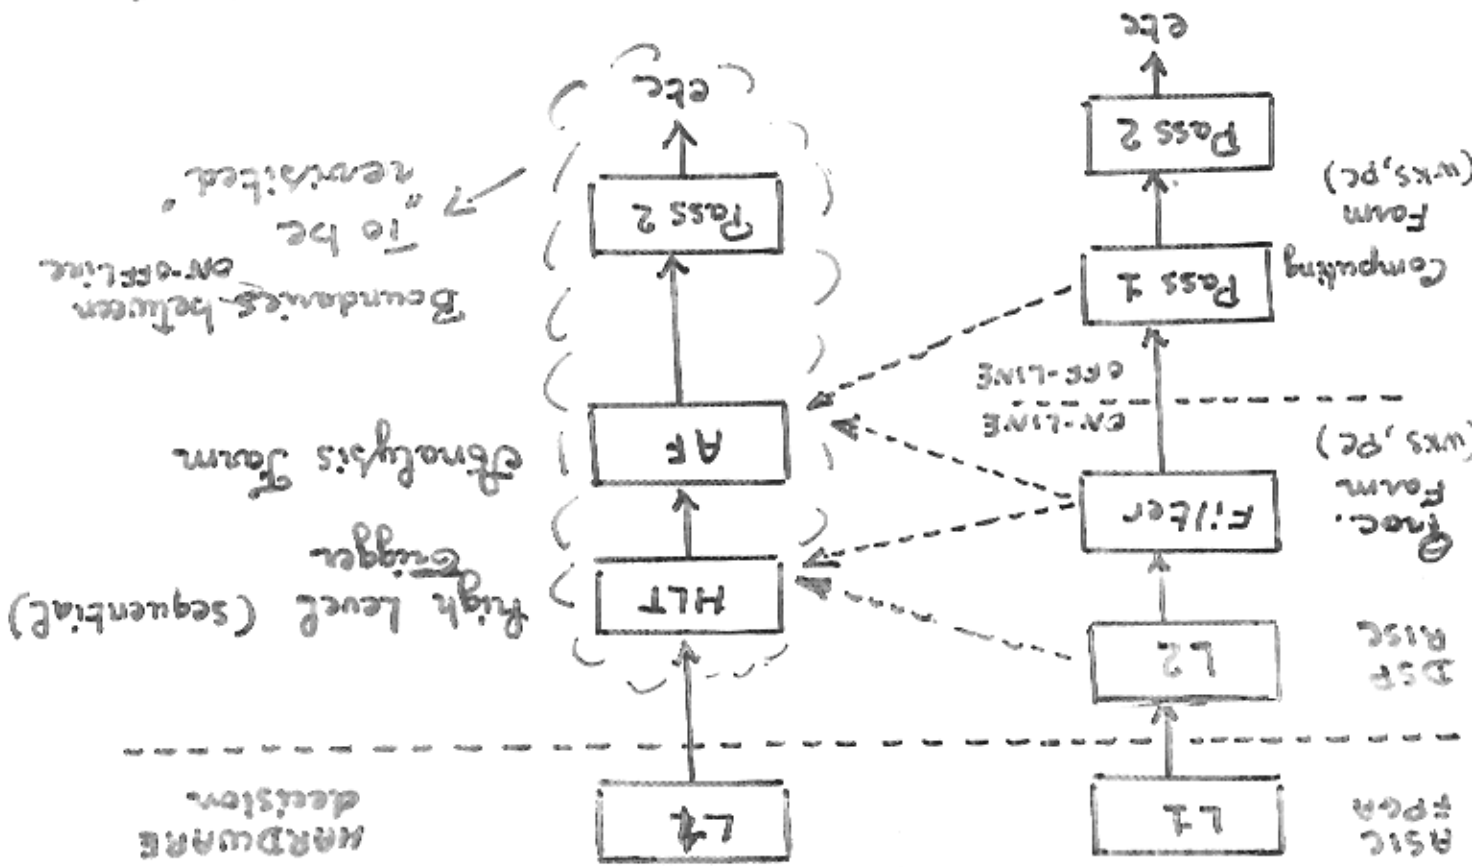 ASIC
FPGA
L1
L1
HARDWARE
decision
DSP
RISC
L2
HLT
High Level (sequential)
Trigger
Proc.
Farm
(WKS, PC)
Filter
AF
Analysis Farm
ON-LINE
OFF-LINE
Computing
Farm
(WKS, PC)
Pass 1
Boundaries between
ON-OFF Line
To be
"revisited"
Pass 2
Pass 2
etc
etc